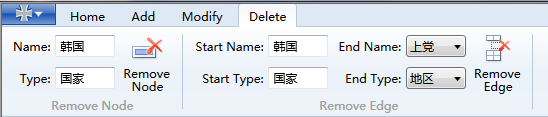 Home Add Modify Delete
Name: 韩国 Start Name: 韩国 End Name: 上党
Type: 国家 Remove Node Start Type: 国家 End Type: 地区 Remove Edge
Remove Node Remove Edge